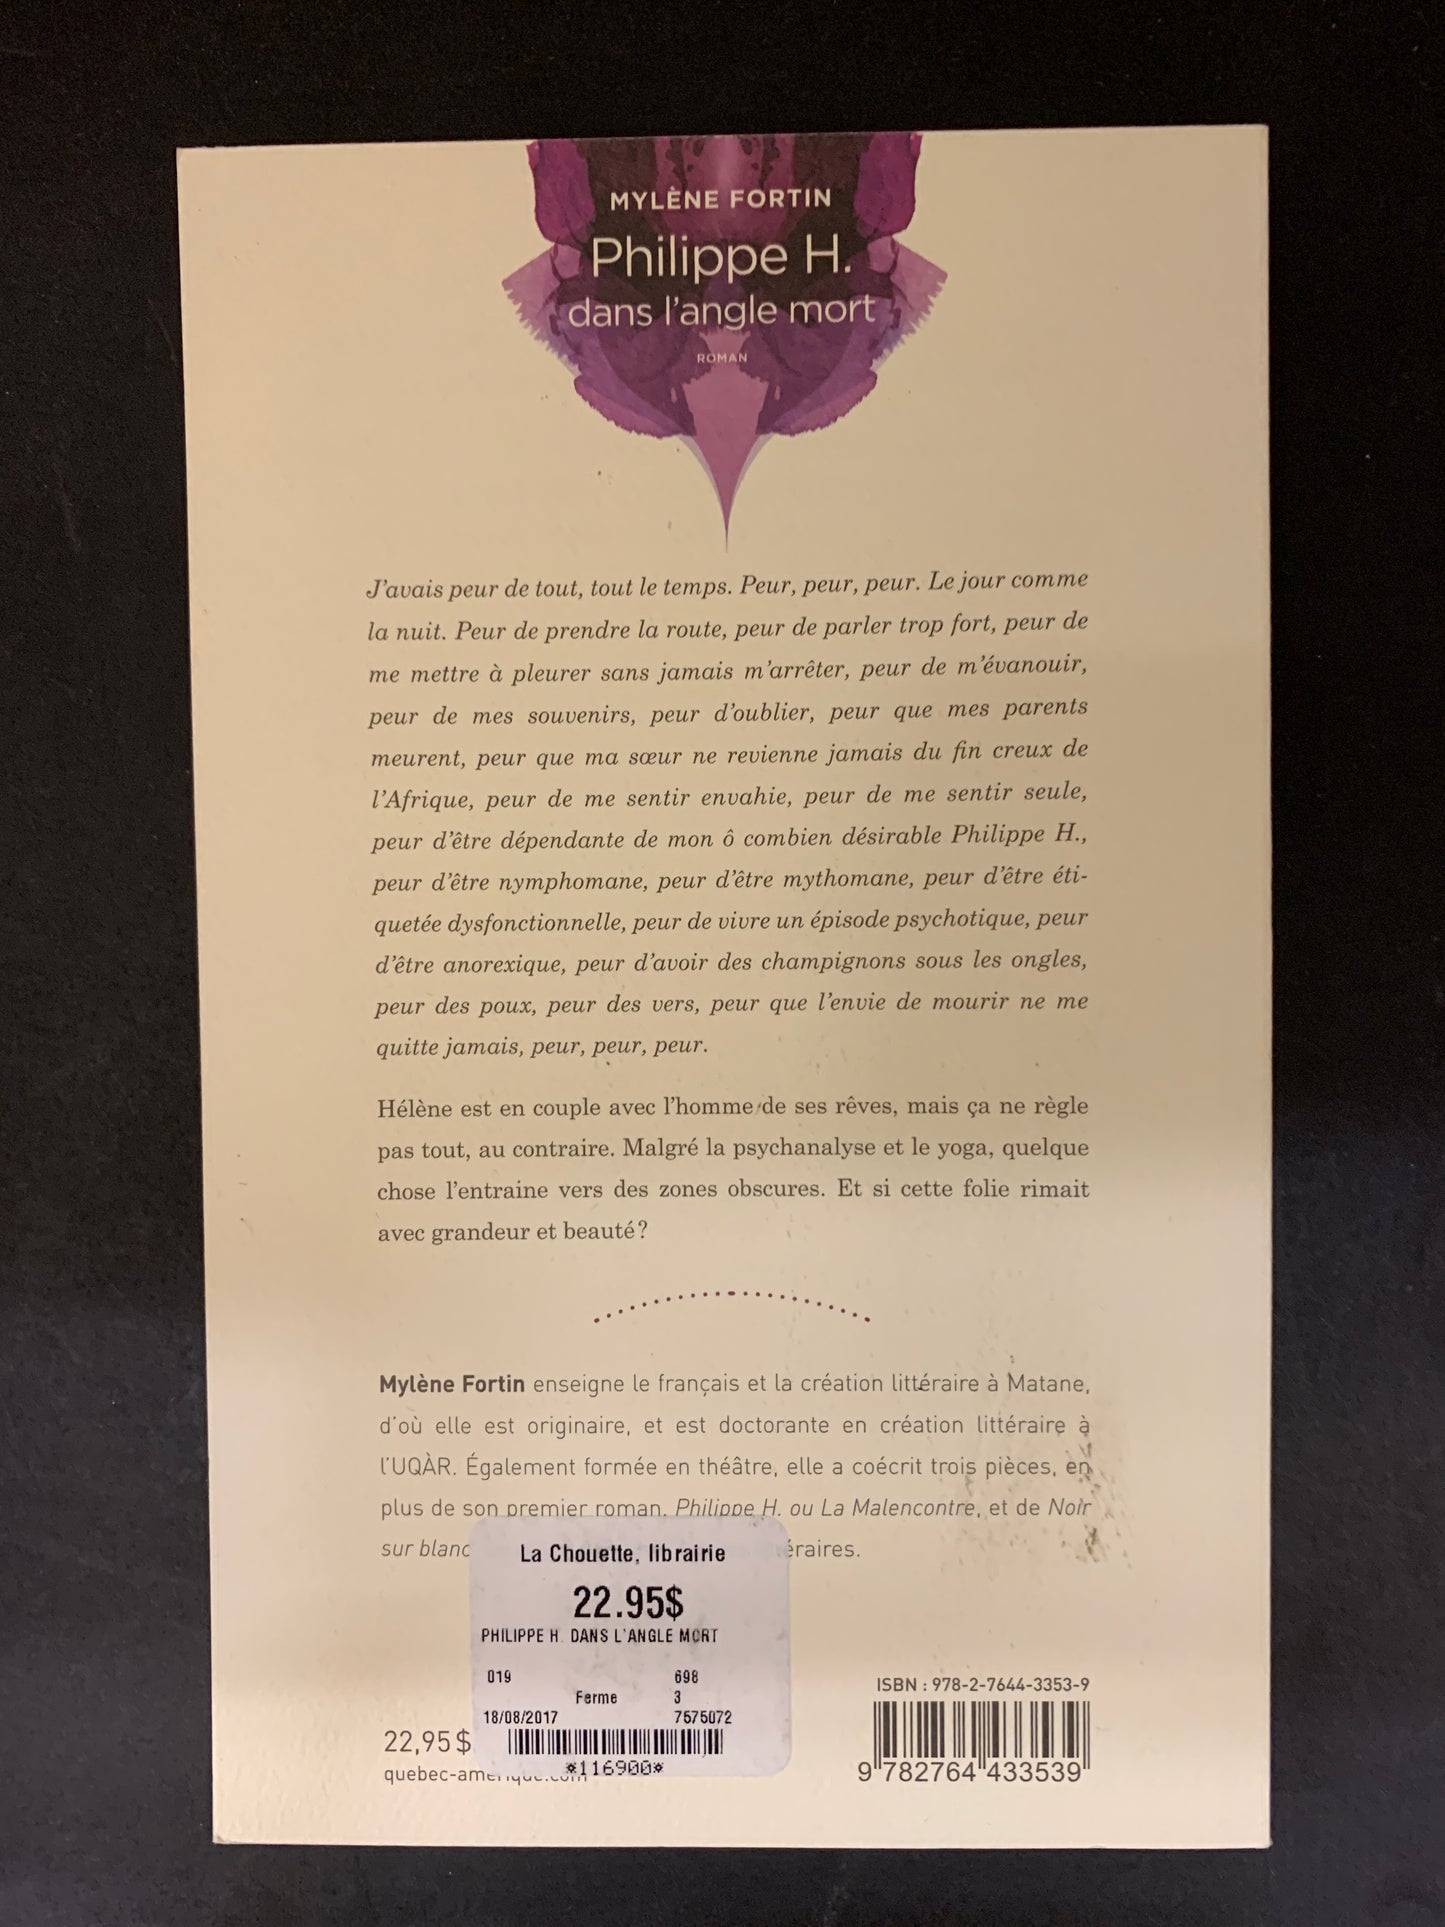 MYLÈNE FORTIN
Philippe H.
dans l'angle mort
ROMAN
J'avais peur de tout, tout le temps. Peur, peur, peur. Le jour comme
la nuit. Peur de prendre la route, peur de parler trop fort, peur de
me mettre à pleurer sans jamais m'arrêter, peur de m'évanouir,
peur de mes souvenirs, peur d'oublier, peur que mes parents
meurent, peur que ma sœur ne revienne jamais du fin creux de
l'Afrique, peur de me sentir envahie, peur de me sentir seule,
peur d'être dépendante de mon ô combien désirable Philippe H.,
peur d'être nymphomane, peur d'être mythomane, peur d'être éti-
quetée dysfonctionnelle, peur de vivre un épisode psychotique, peur
d'être anorexique, peur d'avoir des champignons sous les ongles,
peur des poux, peur des vers, peur que l'envie de mourir ne me
quitte jamais, peur, peur, peur.
Hélène est en couple avec l'homme de ses rêves, mais ça ne règle
pas tout, au contraire. Malgré la psychanalyse et le yoga, quelque
chose l'entraine vers des zones obscures. Et si cette folie rimait
avec grandeur et beauté ?
Mylène Fortin enseigne le français et la création littéraire à Matane,
d'où elle est originaire, et est doctorante en création littéraire à
l'UQÀR. Également formée en théâtre, elle a coécrit trois pièces, en
plus de son premier roman, Philippe H. ou La Malencontre, et de Noir
sur blanc éraires.
La Chouette, librairie
22.95$
PHILIPPE H. DANS L'ANGLE MORT
019 698
Ferme 3
18/08/2017 7575072
*116900*
22,95 $
quebec-amerique.com
ISBN : 978-2-7644-3353-9
9 782764 433539